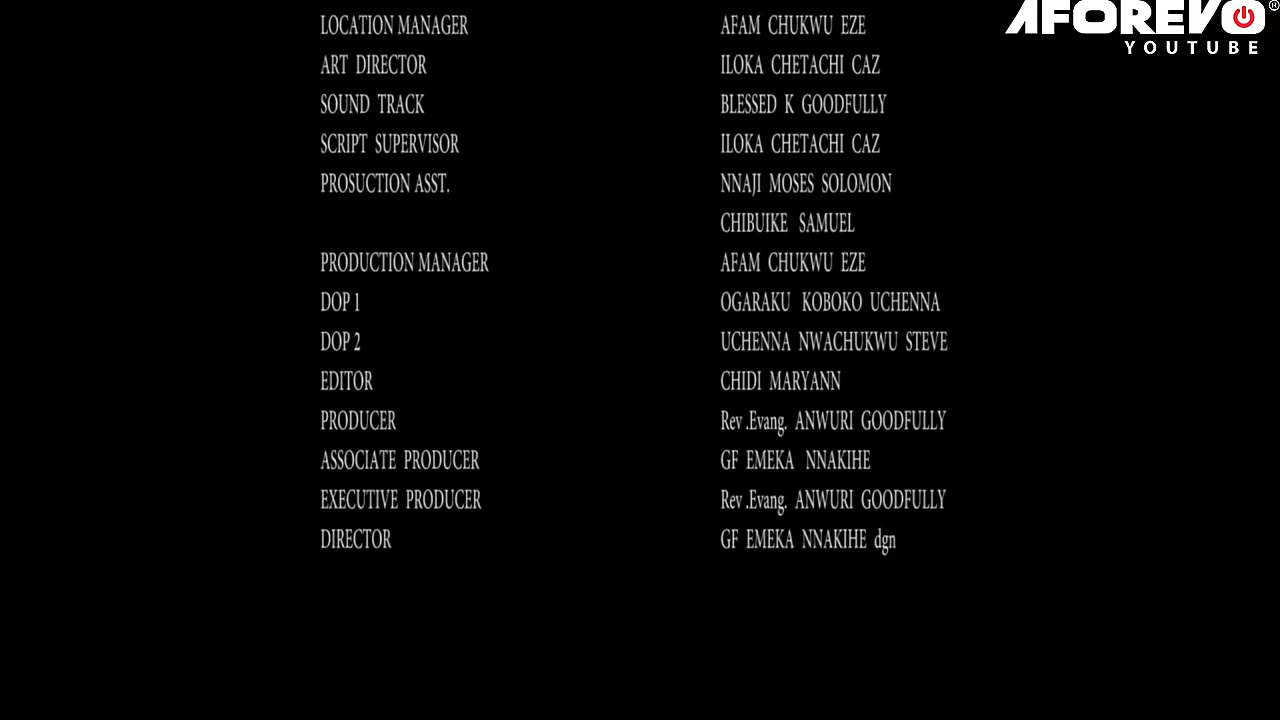 AFOREVO®
YOUTUBE
LOCATION MANAGER AFAM CHUKWU EZE
ART DIRECTOR ILOKA CHETACHI CAZ
SOUND TRACK BLESSED K GOODFULLY
SCRIPT SUPERVISOR ILOKA CHETACHI CAZ
PROSUCTION ASST. NNAJI MOSES SOLOMON
CHIBUIKE SAMUEL
PRODUCTION MANAGER AFAM CHUKWU EZE
DOP 1 OGARAKU KOBOKO UCHENNA
DOP 2 UCHENNA NWACHUKWU STEVE
EDITOR CHIDI MARYANN
PRODUCER Rev .Evang. ANWURI GOODFULLY
ASSOCIATE PRODUCER GF EMEKA NNAKIHE
EXECUTIVE PRODUCER Rev .Evang. ANWURI GOODFULLY
DIRECTOR GF EMEKA NNAKIHE dgn